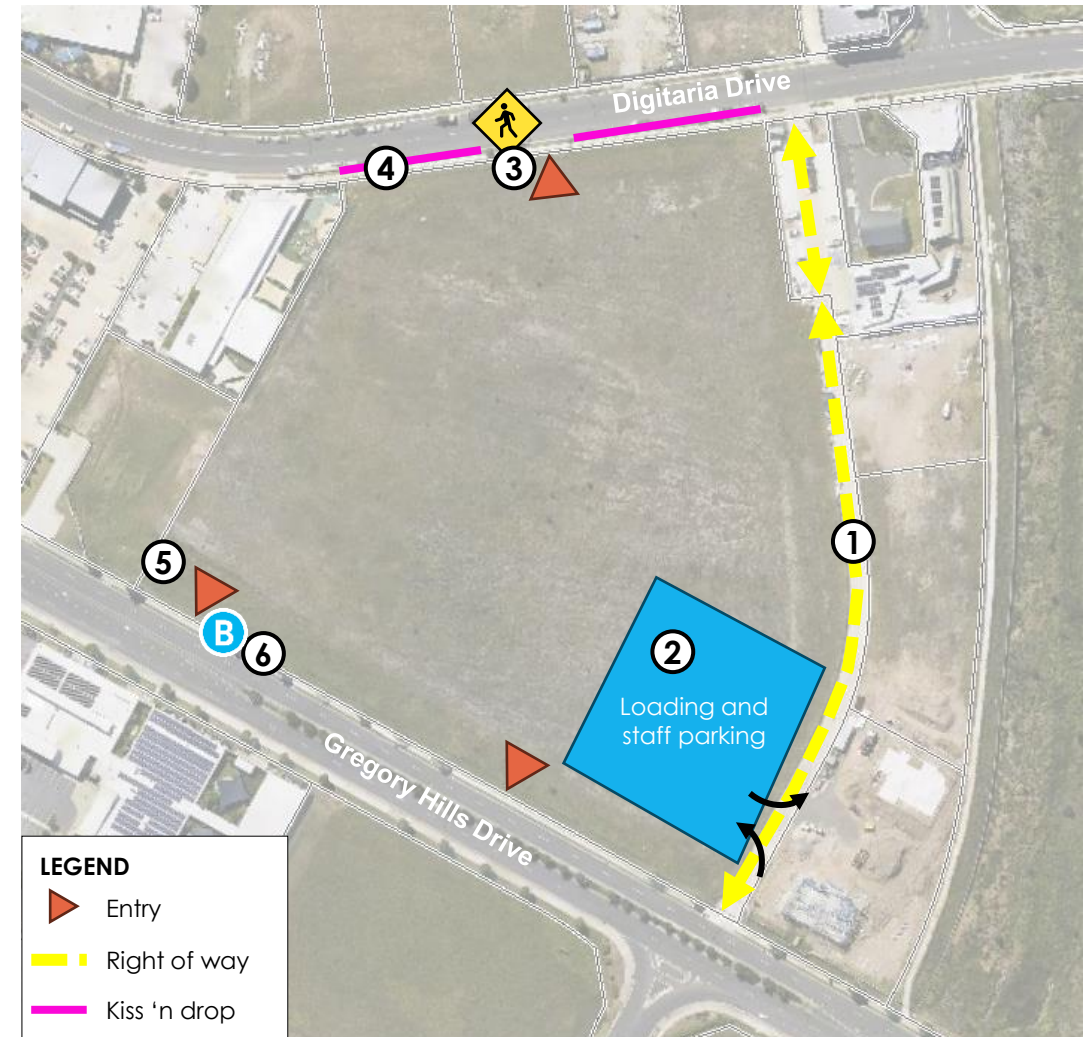 Digitaria Drive
3
4
1
5
B
6
2
Loading and
staff parking
Gregory Hills Drive
LEGEND
Entry
Right of way
Kiss ‘n drop